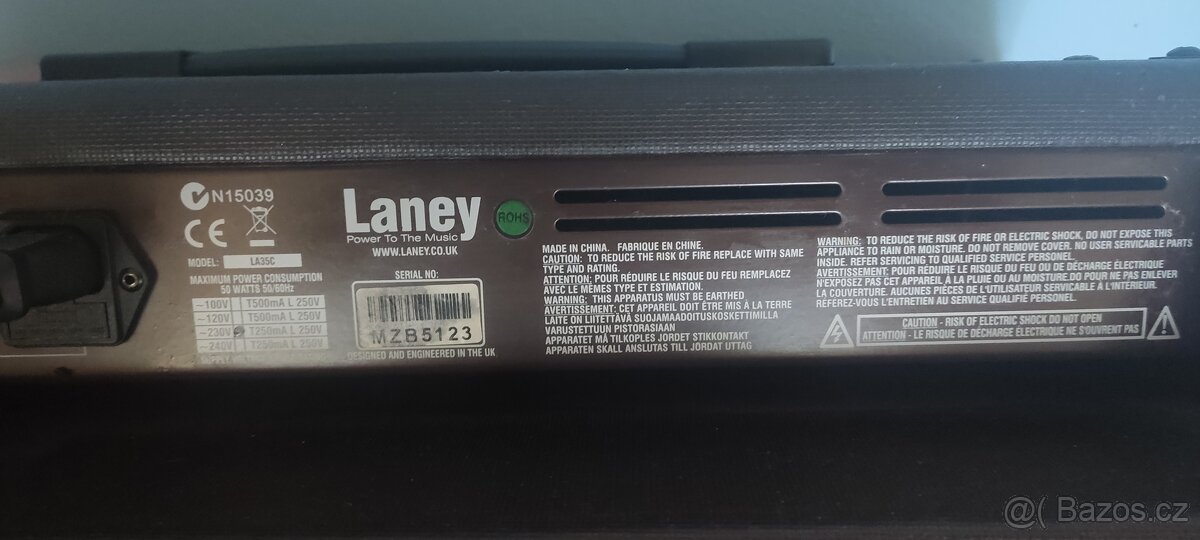 N15039
CE
MODEL: LA35C
MAXIMUM POWER CONSUMPTION
50 WATTS 50/60Hz
~100V T500mA L 250V
~120V T500mA L 250V
~230V T250mA L 250V
~240V T250mA L 250V
Laney
Power To The Music
WWW.LANEY.CO.UK
ROHS
SERIAL NO:
MZB5123
DESIGNED AND ENGINEERED IN THE UK
MADE IN CHINA. FABRIQUE EN CHINE.
CAUTION: TO REDUCE THE RISK OF FIRE REPLACE WITH SAME
TYPE AND RATING.
ATTENTION: POUR RÉDUIRE LE RISQUE DU FEU REMPLACEZ
AVEC LE MÊMES TYPE ET ESTIMATION.
WARNING: THIS APPARATUS MUST BE EARTHED
AVERTISSEMENT: CET APPAREIL DOIT ÊTRE MIS À LA TERRE
LAITE ON LIITETTÄVÄ SUOJAMAADOITUSKOSKETTIMILLA
VARUSTETTUUN PISTORASIAAN
APPARATET MÅ TILKOPLES JORDET STIKKONTAKT
APPARATEN SKALL ANSLUTAS TILL JORDAT UTTAG
WARNING: TO REDUCE THE RISK OF FIRE OR ELECTRIC SHOCK, DO NOT EXPOSE THIS
APPLIANCE TO RAIN OR MOISTURE. DO NOT REMOVE COVER. NO USER SERVICABLE PARTS
INSIDE. REFER SERVICING TO QUALIFIED SERVICE PERSONEL.
AVERTISSEMENT: POUR RÉDUIRE LE RISQUE DU FEU OU DE DÉCHARGE ÉLECTRIQUE
N'EXPOSEZ PAS CET APPAREIL À LA PLUIE OU AU MOISTURE DO POUR NE PAS ENLEVER
LA COUVERTURE. AUCUNES PIÈCES DE L'UTILISATEUR SERVICABLE À L'INTÉRIEUR.
RÉFÉREZ-VOUS L'ENTRETIEN AU SERVICE QUALIFIÉ PERSONEL.
CAUTION - RISK OF ELECTRIC SHOCK DO NOT OPEN
ATTENTION - LE RISQUE DE DÉCHARGE ÉLECTRIQUE NE S'OUVRENT PAS
@ Bazos.cz